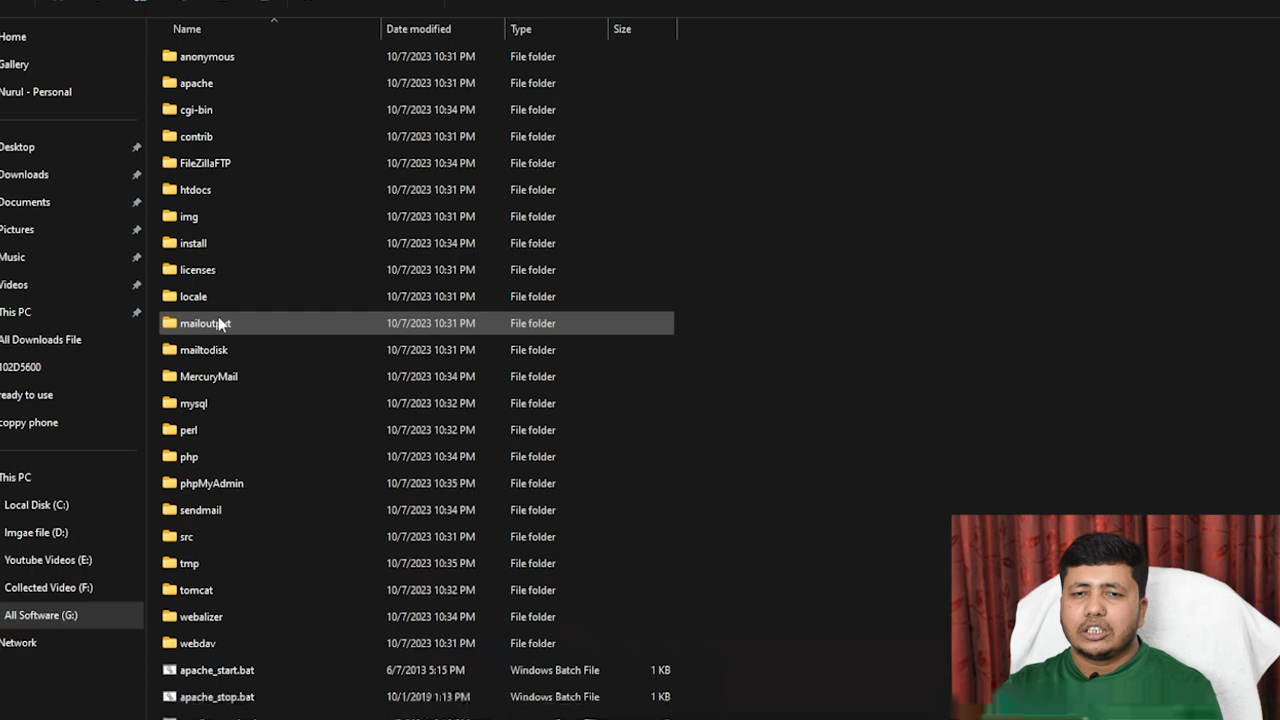 Name Date modified Type Size
Home
Gallery
Nurul - Personal
Desktop
Downloads
Documents
Pictures
Music
Videos
This PC
All Downloads File
102D5600
ready to use
coppy phone
This PC
Local Disk (C:)
Imgae file (D:)
Youtube Videos (E:)
Collected Video (F:)
All Software (G:)
Network
anonymous 10/7/2023 10:31 PM File folder
apache 10/7/2023 10:31 PM File folder
cgi-bin 10/7/2023 10:34 PM File folder
contrib 10/7/2023 10:31 PM File folder
FileZillaFTP 10/7/2023 10:34 PM File folder
htdocs 10/7/2023 10:31 PM File folder
img 10/7/2023 10:31 PM File folder
install 10/7/2023 10:34 PM File folder
licenses 10/7/2023 10:31 PM File folder
locale 10/7/2023 10:31 PM File folder
mailoutput 10/7/2023 10:31 PM File folder
mailtodisk 10/7/2023 10:31 PM File folder
MercuryMail 10/7/2023 10:34 PM File folder
mysql 10/7/2023 10:32 PM File folder
perl 10/7/2023 10:32 PM File folder
php 10/7/2023 10:34 PM File folder
phpMyAdmin 10/7/2023 10:35 PM File folder
sendmail 10/7/2023 10:34 PM File folder
src 10/7/2023 10:31 PM File folder
tmp 10/7/2023 10:35 PM File folder
tomcat 10/7/2023 10:32 PM File folder
webalizer 10/7/2023 10:34 PM File folder
webdav 10/7/2023 10:31 PM File folder
apache_start.bat 6/7/2013 5:15 PM Windows Batch File 1 KB
apache_stop.bat 10/1/2019 1:13 PM Windows Batch File 1 KB